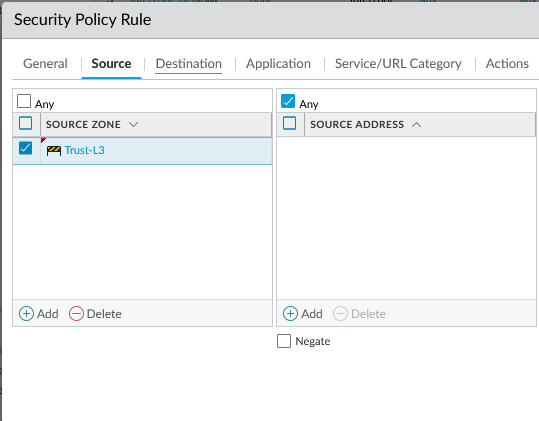 Security Policy Rule
General Source Destination Application Service/URL Category Actions
Any
SOURCE ZONE
Trust-L3
Add Delete
Any
SOURCE ADDRESS
Add Delete
Negate